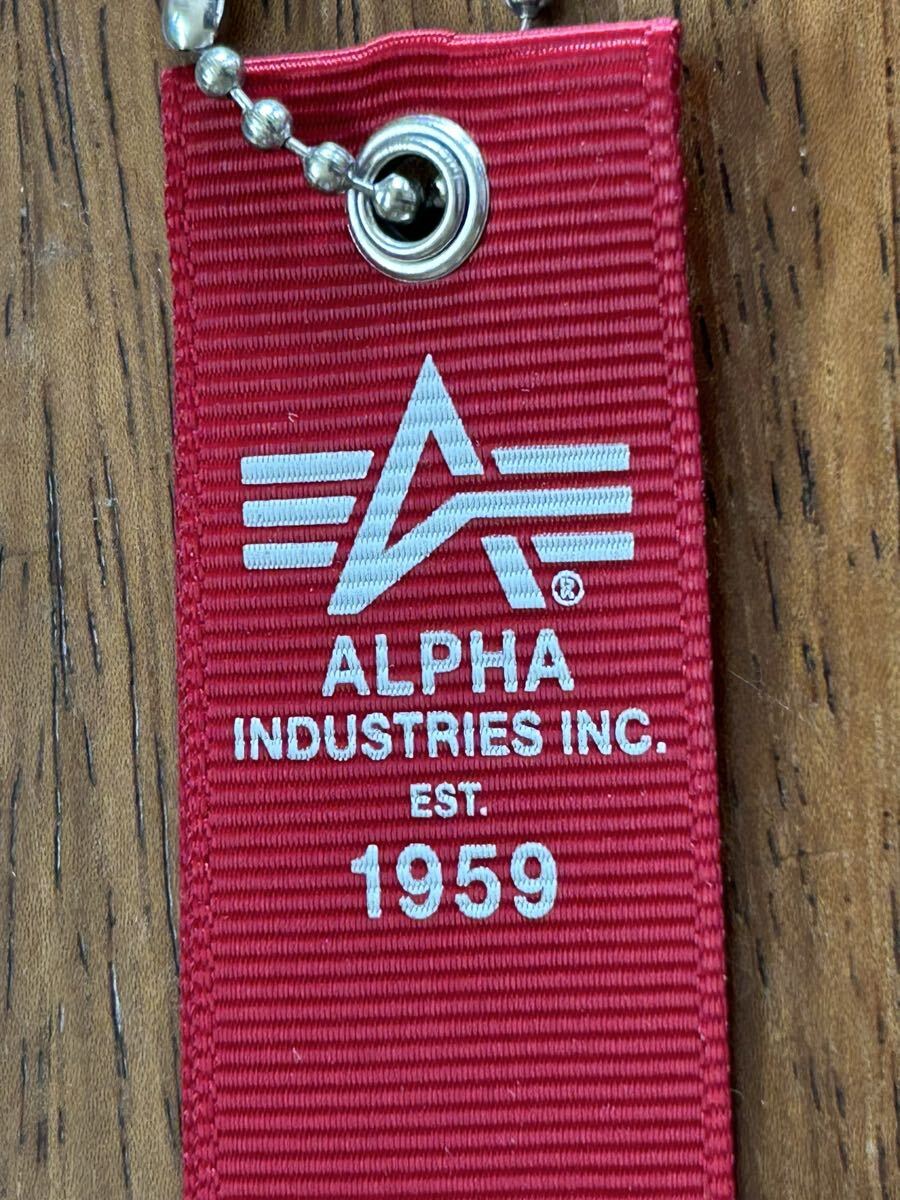 ®
ALPHA
INDUSTRIES INC.
EST.
1959